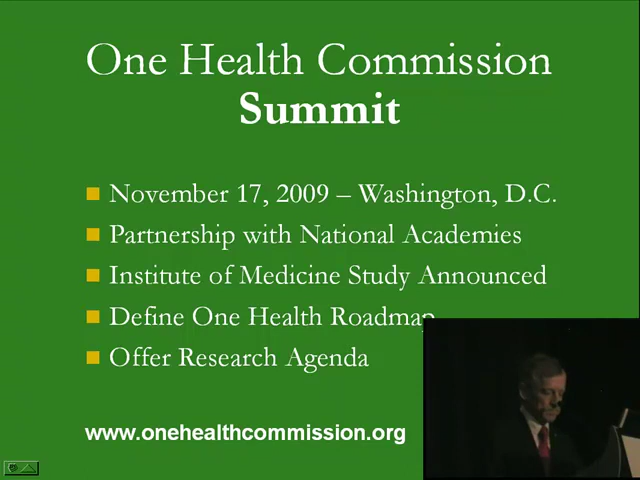 One Health Commission
Summit
November 17, 2009 – Washington, D.C.
Partnership with National Academies
Institute of Medicine Study Announced
Define One Health Roadmap
Offer Research Agenda
www.onehealthcommission.org